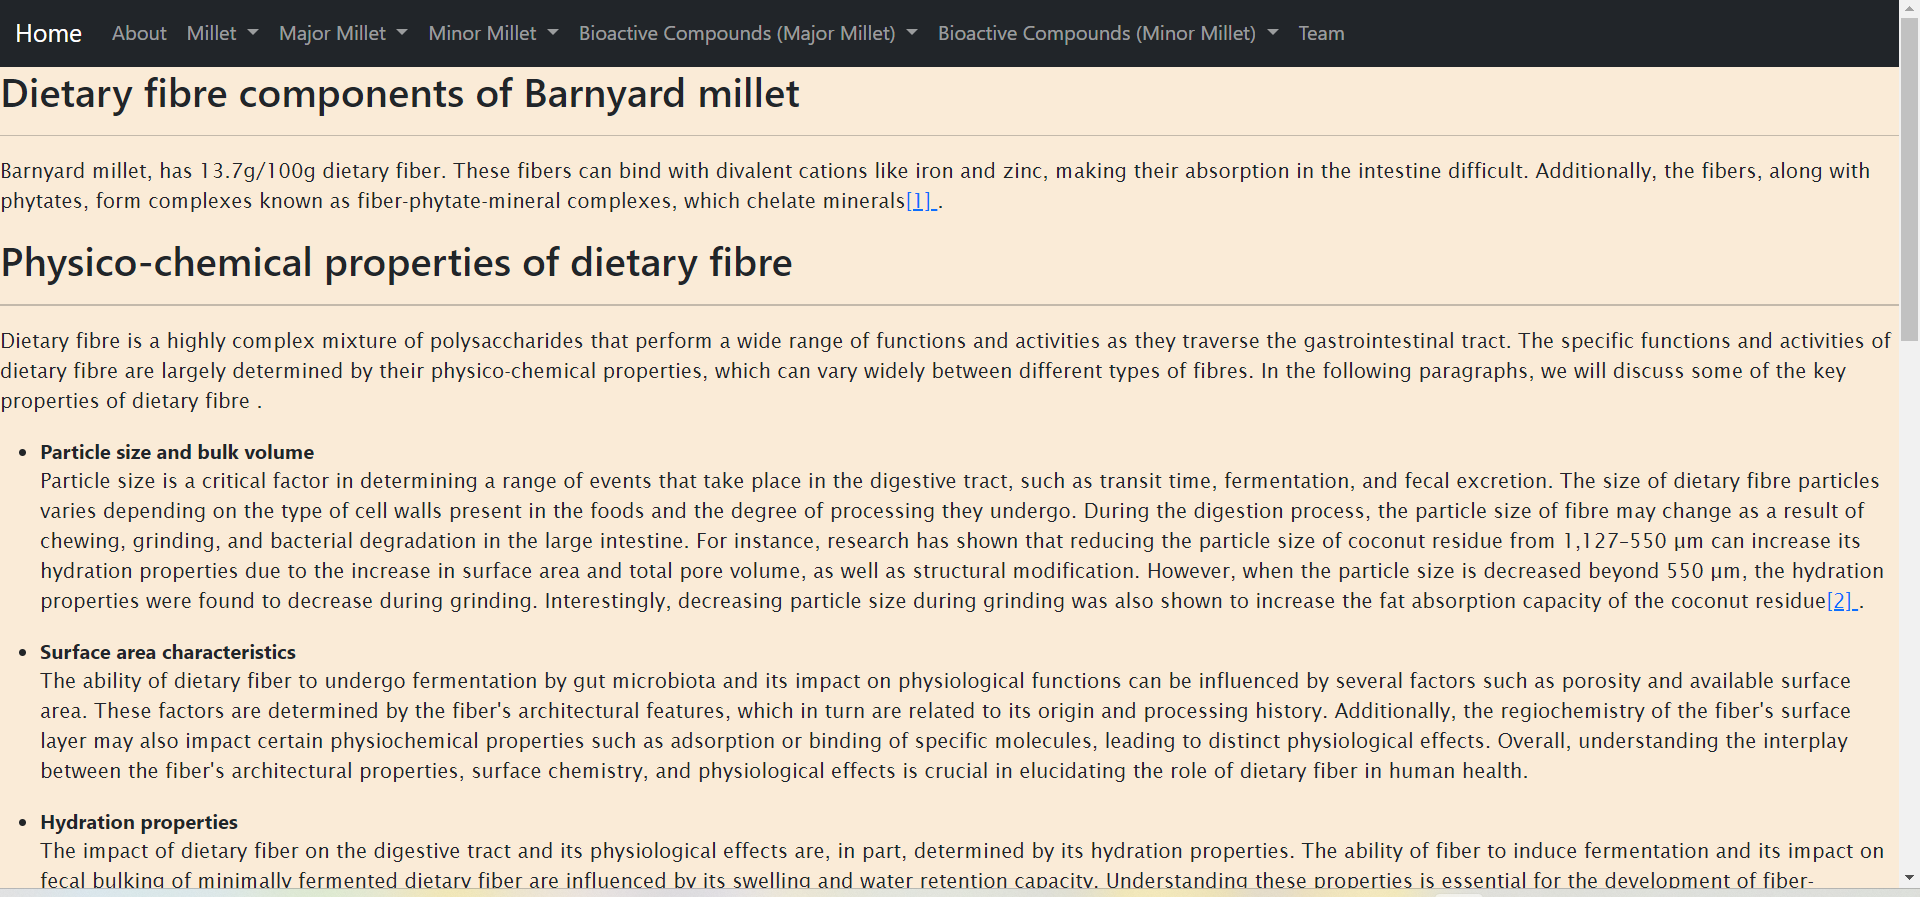 Home About Millet Major Millet Minor Millet Bioactive Compounds (Major Millet) Bioactive Compounds (Minor Millet) Team
Dietary fibre components of Barnyard millet
Barnyard millet, has 13.7g/100g dietary fiber. These fibers can bind with divalent cations like iron and zinc, making their absorption in the intestine difficult. Additionally, the fibers, along with
phytates, form complexes known as fiber-phytate-mineral complexes, which chelate minerals[1] .
Physico-chemical properties of dietary fibre
Dietary fibre is a highly complex mixture of polysaccharides that perform a wide range of functions and activities as they traverse the gastrointestinal tract. The specific functions and activities of
dietary fibre are largely determined by their physico-chemical properties, which can vary widely between different types of fibres. In the following paragraphs, we will discuss some of the key
properties of dietary fibre .
• Particle size and bulk volume
Particle size is a critical factor in determining a range of events that take place in the digestive tract, such as transit time, fermentation, and fecal excretion. The size of dietary fibre particles
varies depending on the type of cell walls present in the foods and the degree of processing they undergo. During the digestion process, the particle size of fibre may change as a result of
chewing, grinding, and bacterial degradation in the large intestine. For instance, research has shown that reducing the particle size of coconut residue from 1,127–550 μm can increase its
hydration properties due to the increase in surface area and total pore volume, as well as structural modification. However, when the particle size is decreased beyond 550 μm, the hydration
properties were found to decrease during grinding. Interestingly, decreasing particle size during grinding was also shown to increase the fat absorption capacity of the coconut residue[2] .
• Surface area characteristics
The ability of dietary fiber to undergo fermentation by gut microbiota and its impact on physiological functions can be influenced by several factors such as porosity and available surface
area. These factors are determined by the fiber's architectural features, which in turn are related to its origin and processing history. Additionally, the regiochemistry of the fiber's surface
layer may also impact certain physiochemical properties such as adsorption or binding of specific molecules, leading to distinct physiological effects. Overall, understanding the interplay
between the fiber's architectural properties, surface chemistry, and physiological effects is crucial in elucidating the role of dietary fiber in human health.
• Hydration properties
The impact of dietary fiber on the digestive tract and its physiological effects are, in part, determined by its hydration properties. The ability of fiber to induce fermentation and its impact on
fecal bulking of minimally fermented dietary fiber are influenced by its swelling and water retention capacity. Understanding these properties is essential for the development of fiber-